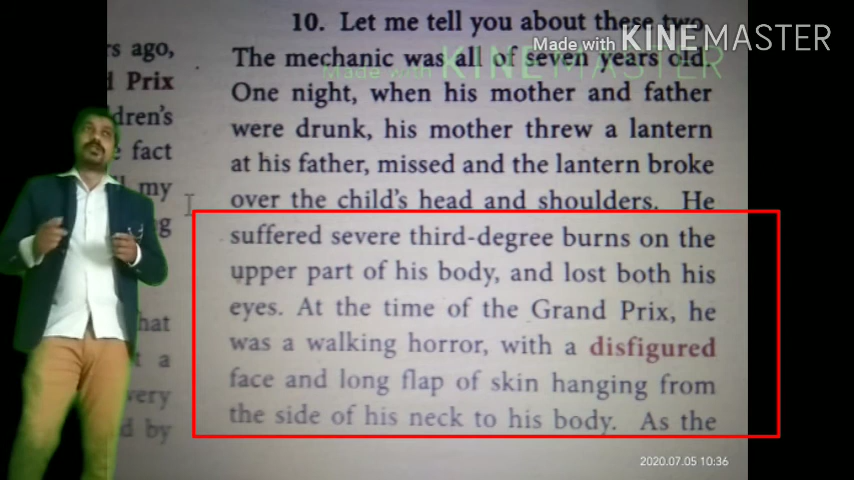 10. Let me tell you about these two.
Made with KINEMASTER
The mechanic was all of seven years old.
Made with KINEMASTER
One night, when his mother and father
were drunk, his mother threw a lantern
at his father, missed and the lantern broke
over the child's head and shoulders. He
suffered severe third-degree burns on the
upper part of his body, and lost both his
eyes. At the time of the Grand Prix, he
was a walking horror, with a disfigured
face and long flap of skin hanging from
the side of his neck to his body. As the
s ago,
Prix
dren's
fact
my
g
hat
a
very
d by
2020.07.05 10:36